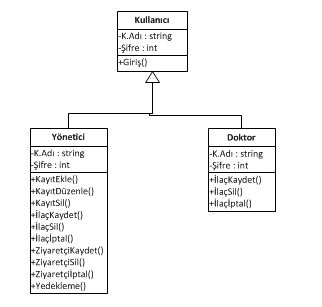 Kullanıcı
-K.Adı : string
-Şifre : int
+Giriş()
Yönetici
-K.Adı : string
-Şifre : int
+KayıtEkle()
+KayıtDüzenle()
+KayıtSil()
+İlaçKaydet()
+İlaçSil()
+İlaçİptal()
+ZiyaretçiKaydet()
+ZiyaretçiSil()
+Ziyaretçiİptal()
+Yedekleme()
Doktor
-K.Adı : string
-Şifre : int
+İlaçKaydet()
+İlaçSil()
+İlaçİptal()